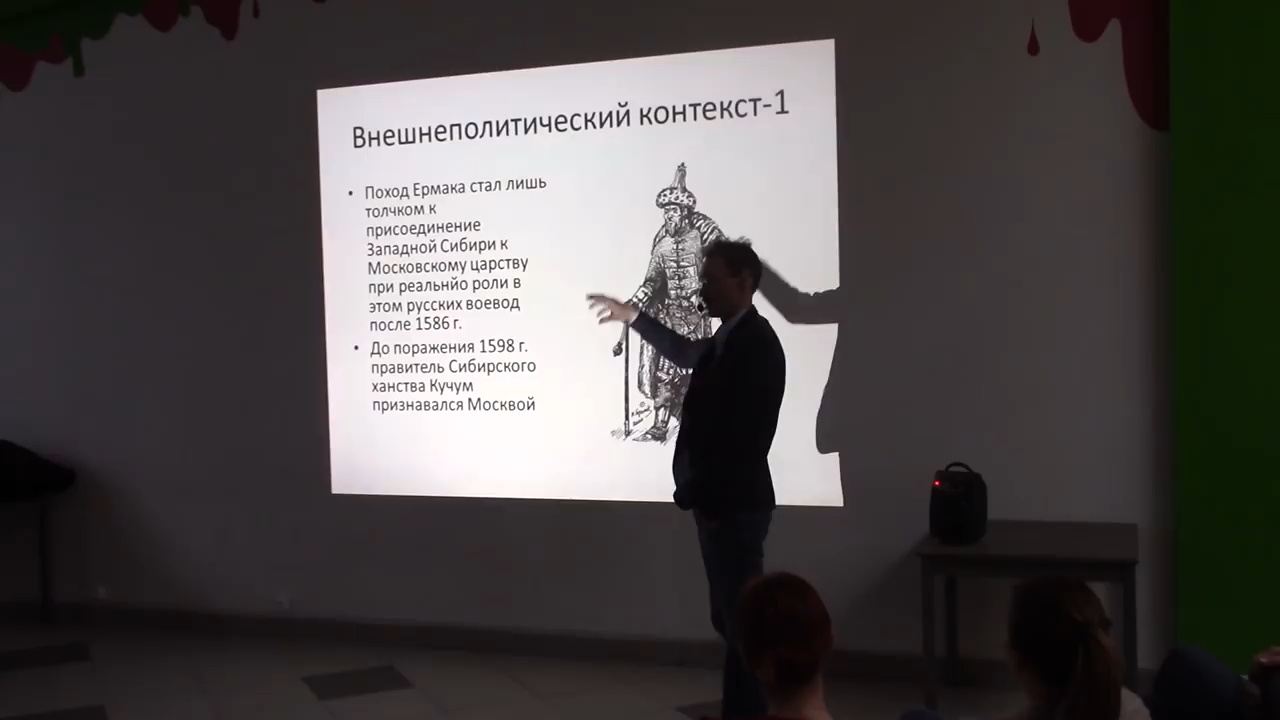 Внешнеполитический контекст-1
• Поход Ермака стал лишь
толчком к
присоединение
Западной Сибири к
Московскому царству
при реальнйо роли в
этом русских воевод
после 1586 г.
• До поражения 1598 г.
правитель Сибирского
ханства Кучум
признавался Москвой